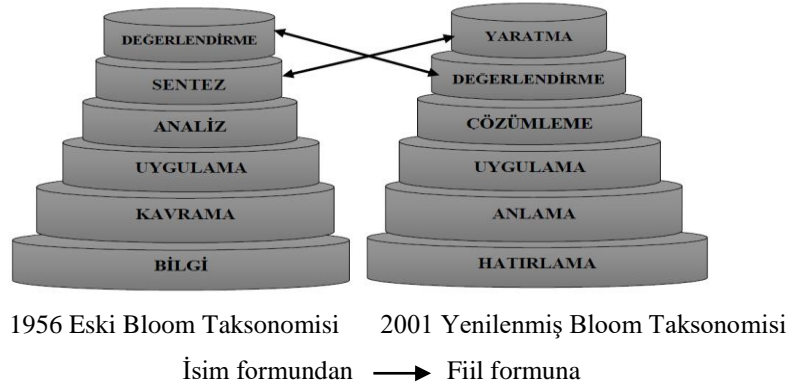 DEĞERLENDİRME
SENTEZ
ANALİZ
UYGULAMA
KAVRAMA
BİLGİ
YARATMA
DEĞERLENDİRME
ÇÖZÜMLEME
UYGULAMA
ANLAMA
HATIRLAMA
1956 Eski Bloom Taksonomisi
2001 Yenilenmiş Bloom Taksonomisi
İsim formundan → Fiil formuna